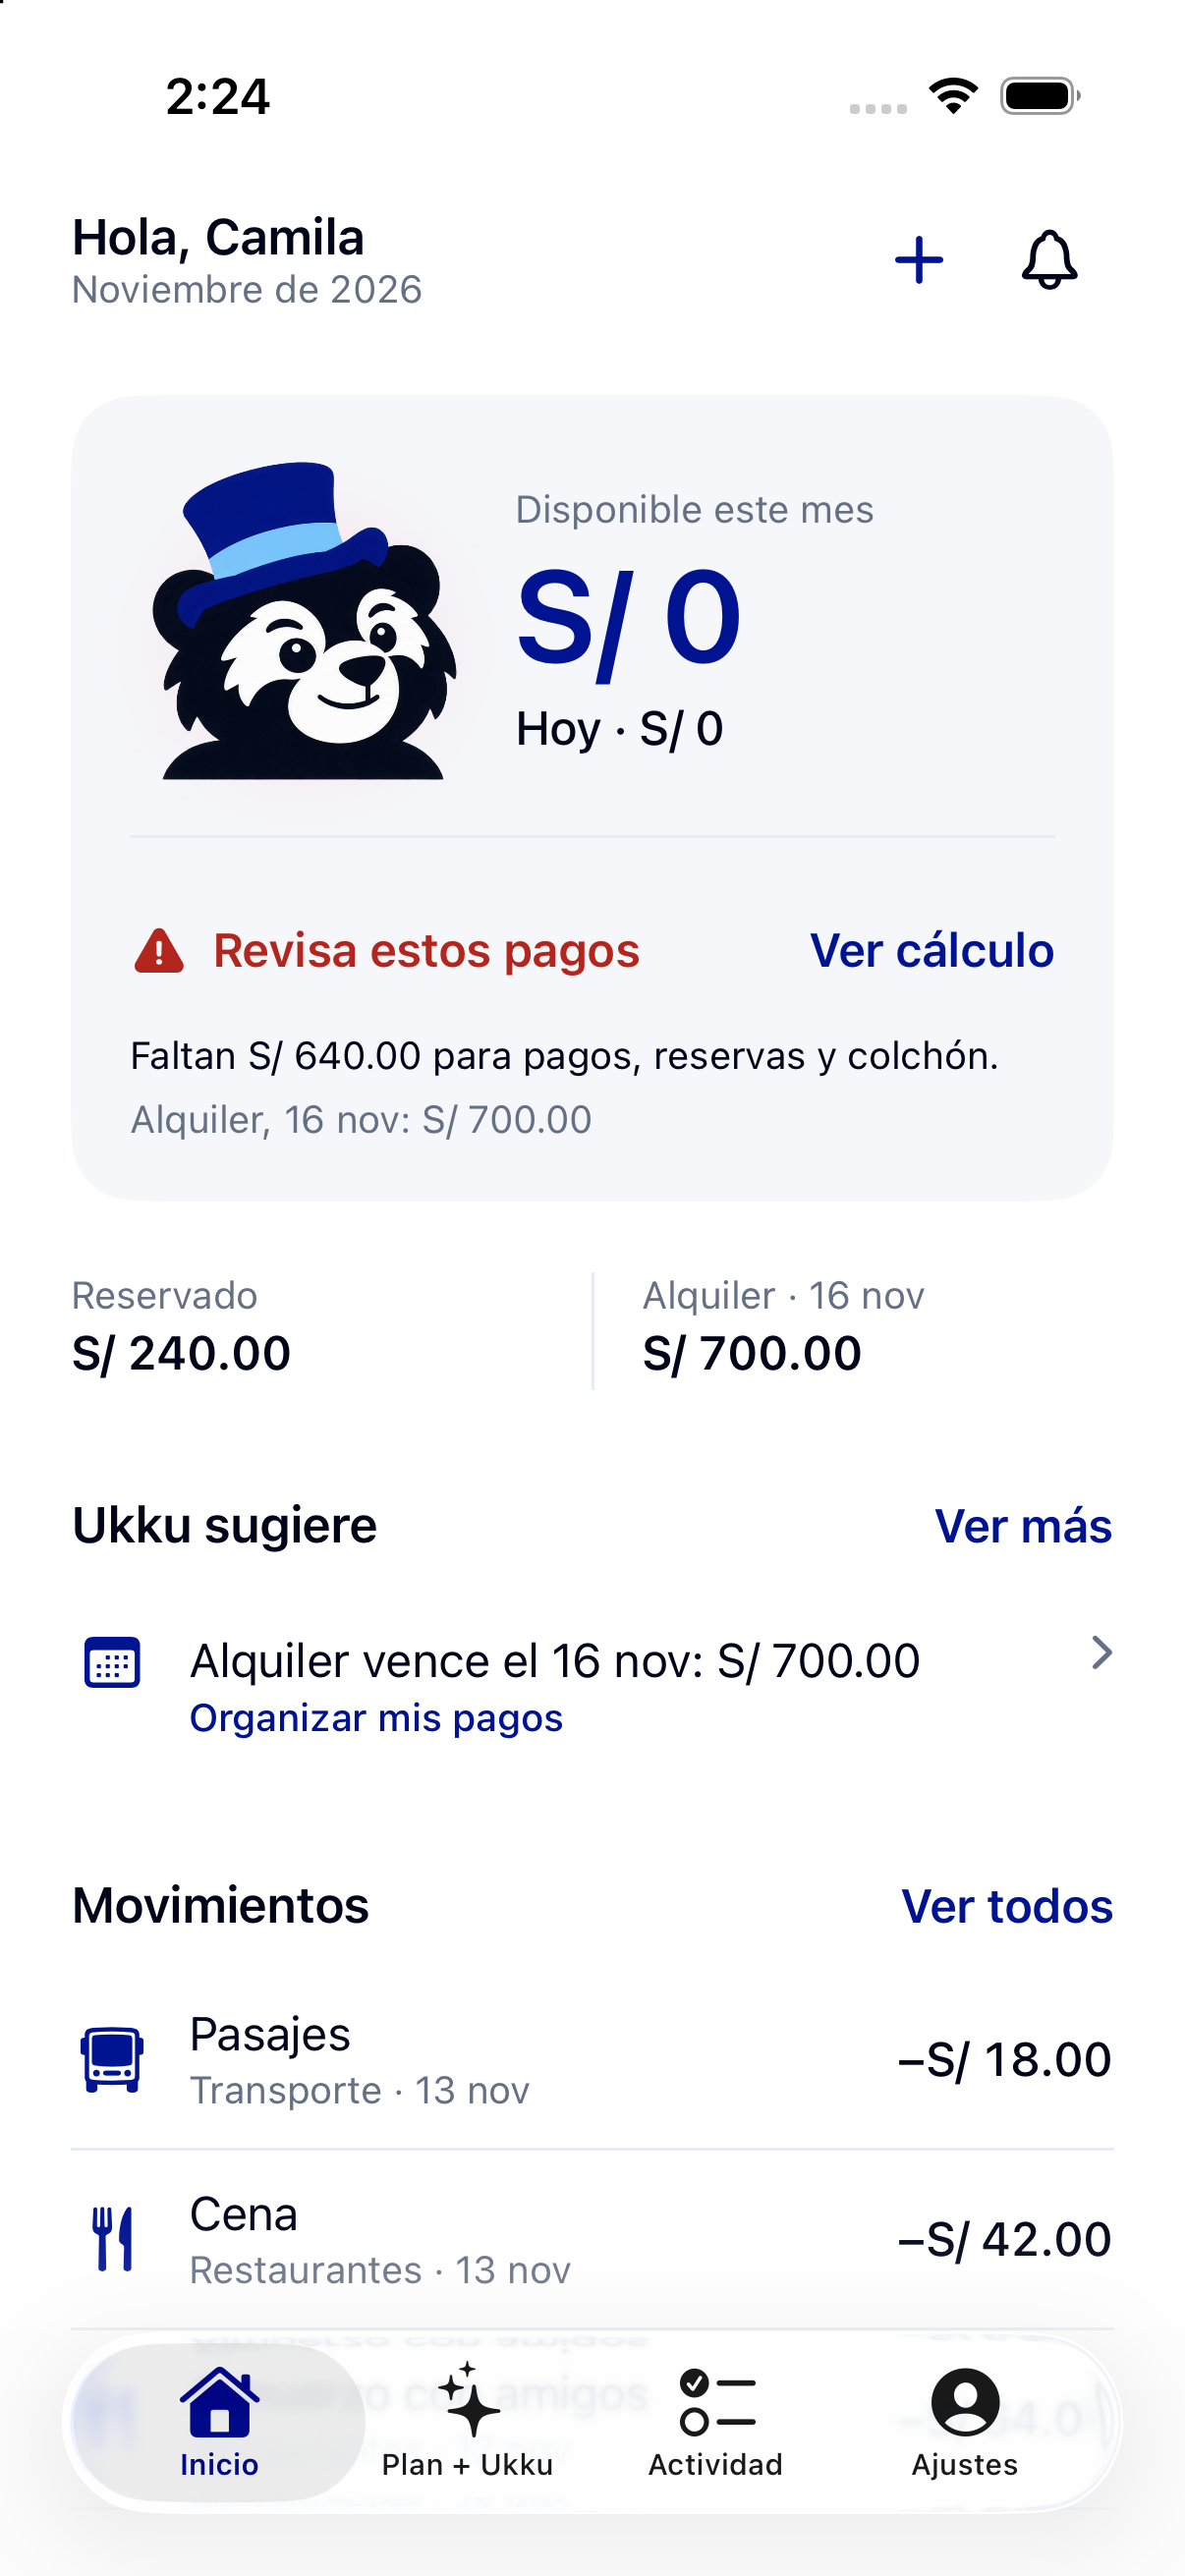 2:24
Hola, Camila
Noviembre de 2026
Disponible este mes
S/ 0
Hoy · S/ 0
Revisa estos pagos
Ver cálculo
Faltan S/ 640.00 para pagos, reservas y colchón.
Alquiler, 16 nov: S/ 700.00
Reservado
S/ 240.00
Alquiler · 16 nov
S/ 700.00
Ukku sugiere
Ver más
Alquiler vence el 16 nov: S/ 700.00
Organizar mis pagos
Movimientos
Ver todos
Pasajes
–S/ 18.00
Transporte · 13 nov
Cena
–S/ 42.00
Restaurantes · 13 nov
amigos
Inicio
Plan + Ukku
Actividad
Ajustes